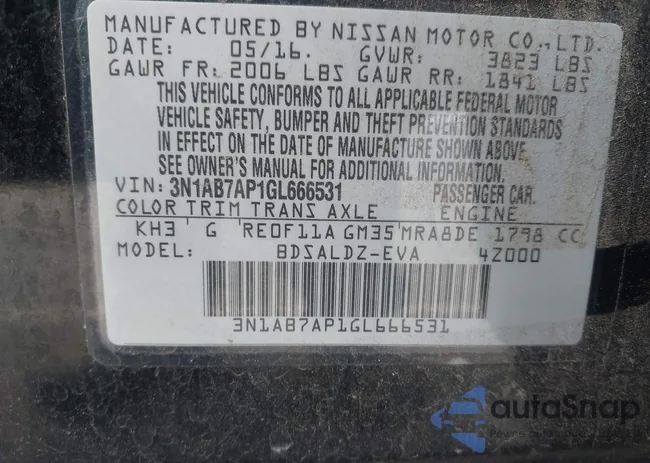 MANUFACTURED BY NISSAN MOTOR CO.,LTD.
DATE: 05/16. GVWR: 3823 LBS
GAWR FR: 2006 LBS GAWR RR: 1841 LBS
THIS VEHICLE CONFORMS TO ALL APPLICABLE FEDERAL MOTOR
VEHICLE SAFETY, BUMPER AND THEFT PREVENTION STANDARDS
IN EFFECT ON THE DATE OF MANUFACTURE SHOWN ABOVE.
SEE OWNER'S MANUAL FOR ADDITIONAL INFORMATION
VIN: 3N1AB7AP1GL666531 PASSENGER CAR.
COLOR TRIM TRANS AXLE ENGINE
KH3 G RE0F11A GM35 MRA8DE 1798 CC
MODEL: BDSALDZ-EVA 4Z000
3N1AB7AP1GL666531
autoSnap